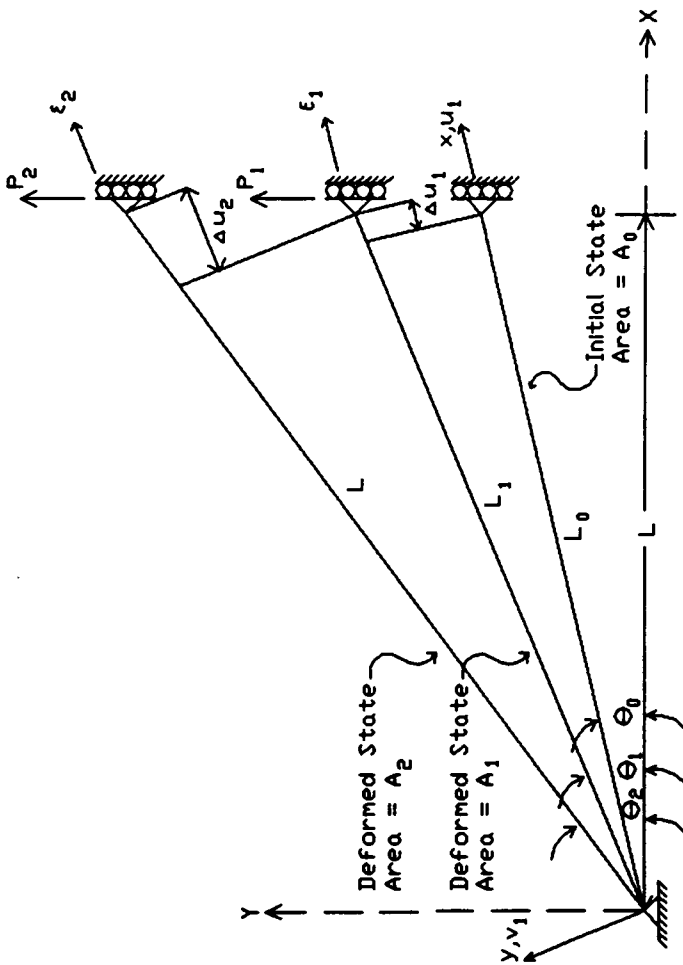 P₂
ε₂
Δu₂
P₁
ε₁
Δu₁
x,u₁
Y
y,v₁
X
Deformed State
Area = A₂
Deformed State
Area = A₁
Initial State
Area = A₀
L
L₁
L₀
L
θ₂
θ₁
θ₀